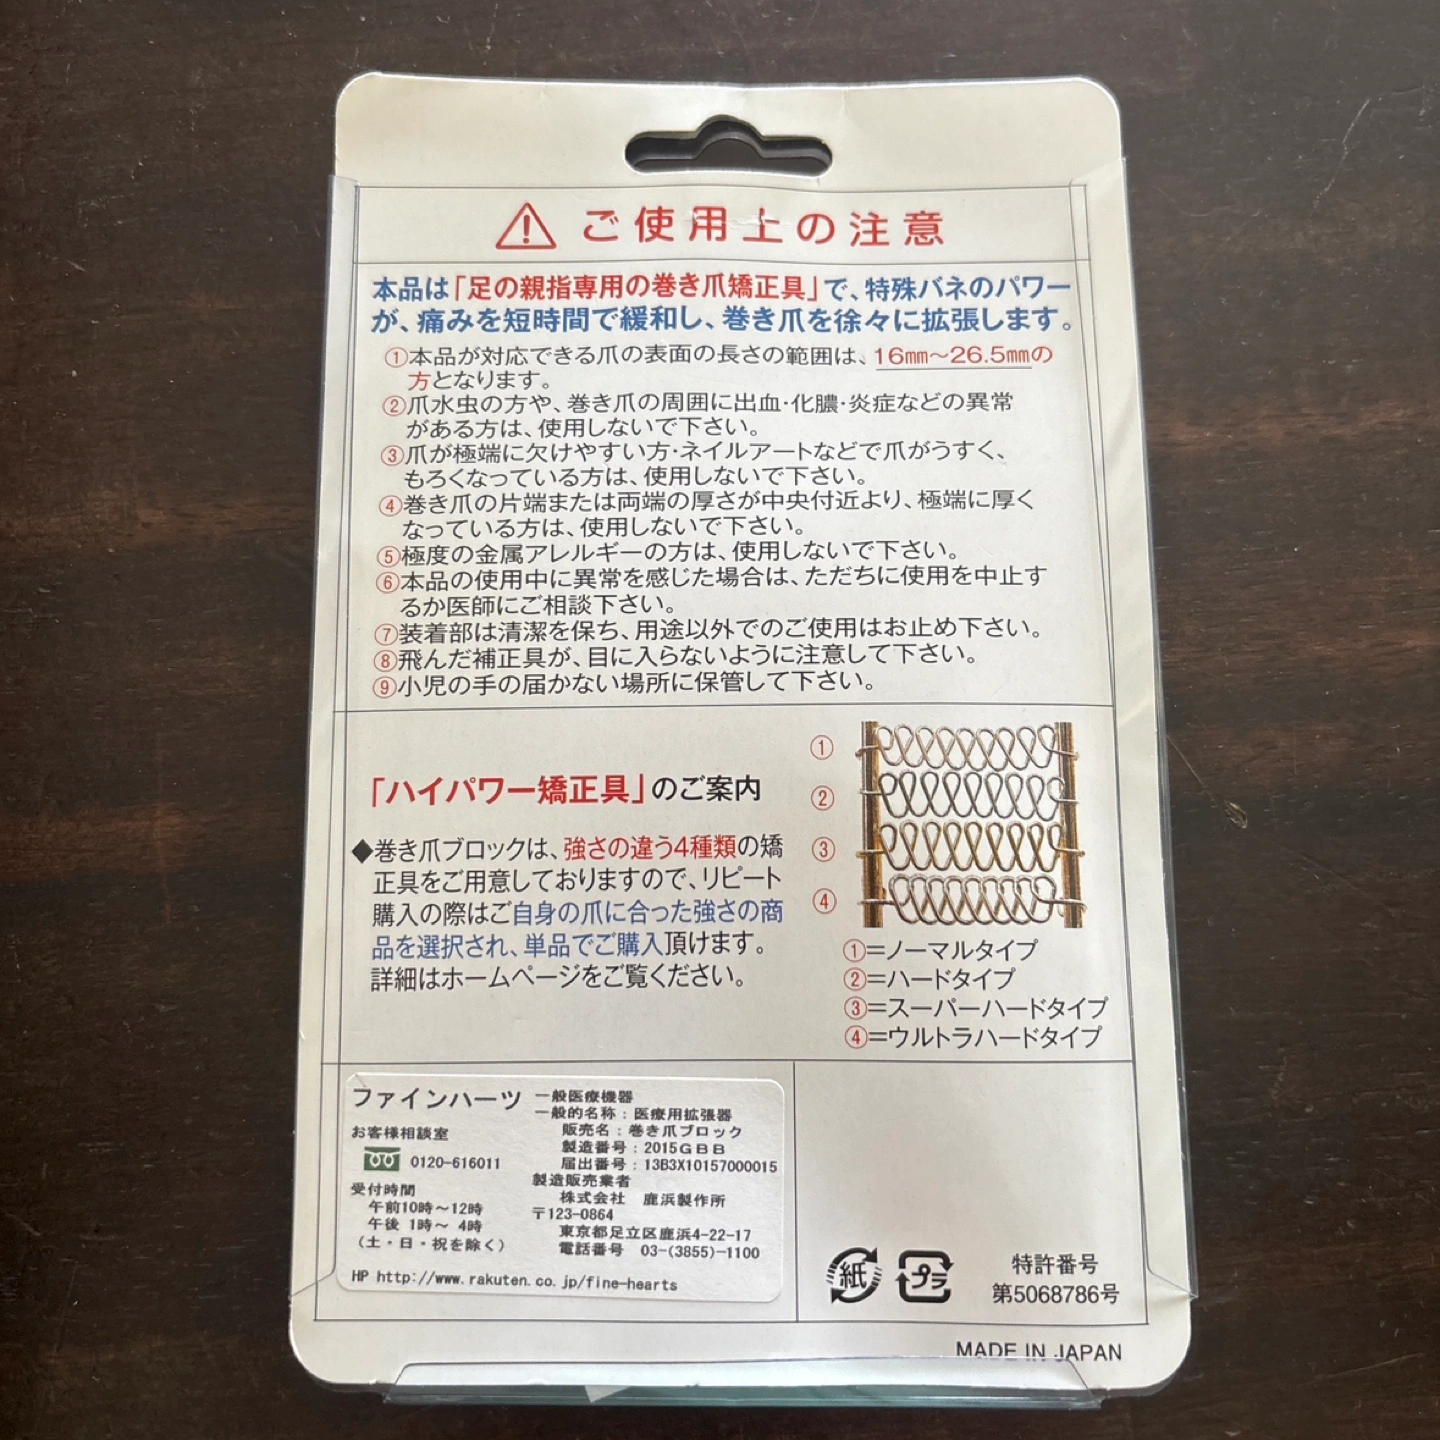 ご使用上の注意
本品は「足の親指専用の巻き爪矯正具」で、特殊バネのパワー
が、痛みを短時間で緩和し、巻き爪を徐々に拡張します。
①本品が対応できる爪の表面の長さの範囲は、16mm～26.5mmの
方となります。
②爪水虫の方や、巻き爪の周囲に出血・化膿・炎症などの異常
がある方は、使用しないで下さい。
③爪が極端に欠けやすい方・ネイルアートなどで爪がうすく、
もろくなっている方は、使用しないで下さい。
④巻き爪の片端または両端の厚さが中央付近より、極端に厚く
なっている方は、使用しないで下さい。
⑤極度の金属アレルギーの方は、使用しないで下さい。
⑥本品の使用中に異常を感じた場合は、ただちに使用を中止す
るか医師にご相談下さい。
⑦装着部は清潔を保ち、用途以外でのご使用はお止め下さい。
⑧飛んだ補正具が、目に入らないように注意して下さい。
⑨小児の手の届かない場所に保管して下さい。
「ハイパワー矯正具」のご案内
◆巻き爪ブロックは、強さの違う4種類の矯
正具をご用意しておりますので、リピート
購入の際はご自身の爪に合った強さの商
品を選択され、単品でご購入頂けます。
詳細はホームページをご覧ください。
①
②
③
④
①=ノーマルタイプ
②=ハードタイプ
③=スーパーハードタイプ
④=ウルトラハードタイプ
ファインハーツ
お客様相談室
0120-616011
受付時間
午前10時～12時
午後 1時～ 4時
(土・日・祝を除く)
一般医療機器
一般的名称：医療用拡張器
販売名：巻き爪ブロック
製造番号：2015GBB
届出番号：13B3X10157000015
製造販売業者
株式会社 鹿浜製作所
〒123-0864
東京都足立区鹿浜4-22-17
電話番号 03-(3855)-1100
HP http://www.rakuten.co.jp/fine-hearts
紙
プラ
特許番号
第5068786号
MADE IN JAPAN